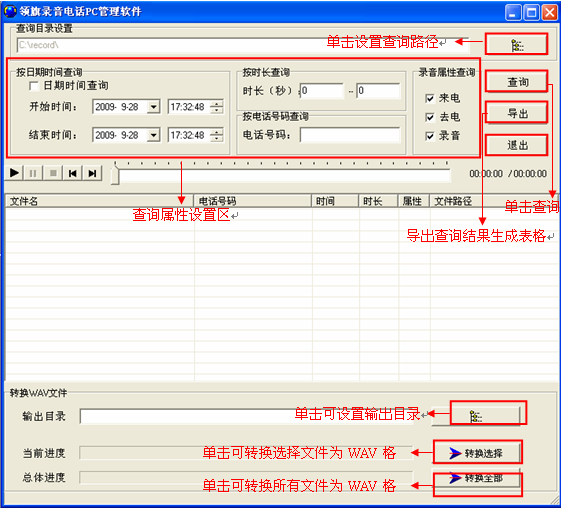 领旗录音电话PC管理软件
查询目录设置
C:\record\
单击设置查询路径
按日期时间查询
日期时间查询
开始时间: 2009- 9-28 17:32:48
结束时间: 2009- 9-28 17:32:48
按时长查询
时长（秒）: 0 -- 0
按电话号码查询
电话号码:
录音属性查询
来电
去电
录音
查询
导出
退出
00:00:00 / 00:00:00
查询属性设置区
单击查询
导出查询结果生成表格
文件名 电话号码 时间 时长 属性 文件路径
转换WAV文件
输出目录
单击可设置输出目录
当前进度
单击可转换选择文件为 WAV 格
转换选择
总体进度
单击可转换所有文件为 WAV 格
转换全部